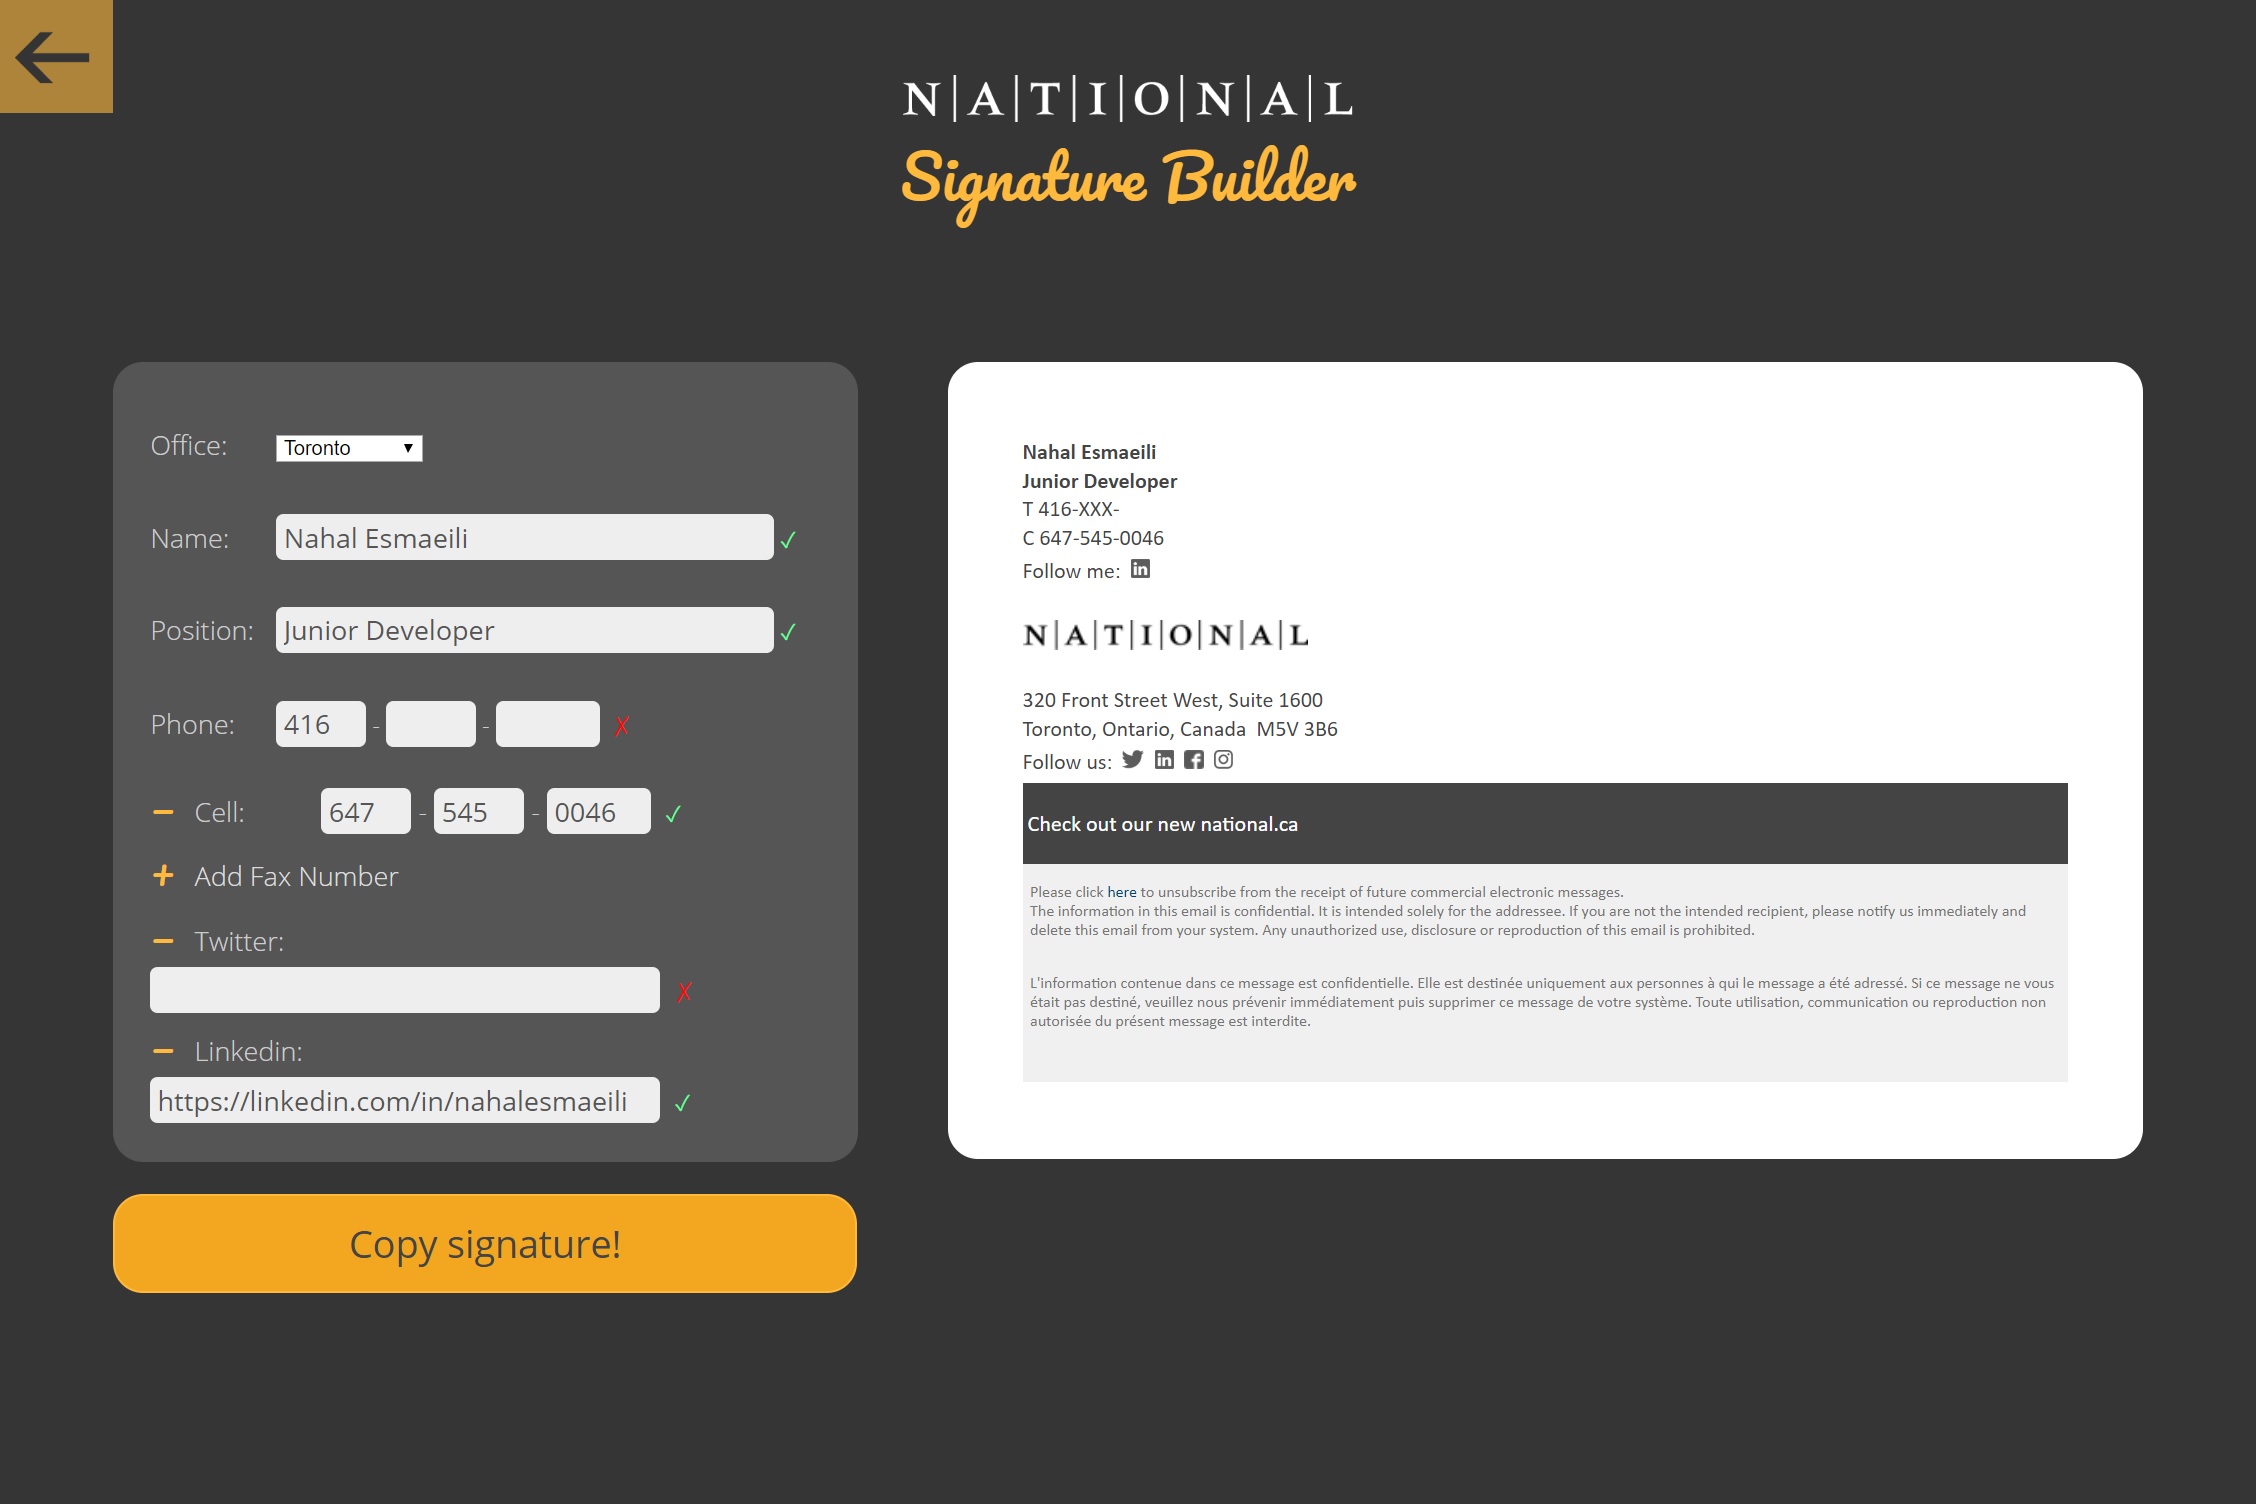 N|A|T|I|O|N|A|L
Signature Builder
Office: Toronto
Name: Nahal Esmaeili ✓
Position: Junior Developer ✓
Phone: 416 - - ✗
− Cell: 647 - 545 - 0046 ✓
+ Add Fax Number
− Twitter:
✗
− Linkedin:
https://linkedin.com/in/nahalesmaeili ✓
Copy signature!
Nahal Esmaeili
Junior Developer
T 416-XXX-
C 647-545-0046
Follow me:
N|A|T|I|O|N|A|L
320 Front Street West, Suite 1600
Toronto, Ontario, Canada  M5V 3B6
Follow us:
Check out our new national.ca
Please click here to unsubscribe from the receipt of future commercial electronic messages.
The information in this email is confidential. It is intended solely for the addressee. If you are not the intended recipient, please notify us immediately and
delete this email from your system. Any unauthorized use, disclosure or reproduction of this email is prohibited.
L'information contenue dans ce message est confidentielle. Elle est destinée uniquement aux personnes à qui le message a été adressé. Si ce message ne vous
était pas destiné, veuillez nous prévenir immédiatement puis supprimer ce message de votre système. Toute utilisation, communication ou reproduction non
autorisée du présent message est interdite.